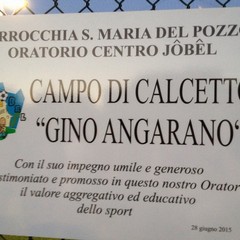 ARROCCHIA S. MARIA DEL POZZO
ORATORIO CENTRO JÔBÊL
CAMPO DI CALCETTO
"GINO ANGARANO"
Con il suo impegno umile e generoso
stimoniato e promosso in questo nostro Orator
il valore aggregativo ed educativo
dello sport
28 giugno 2015